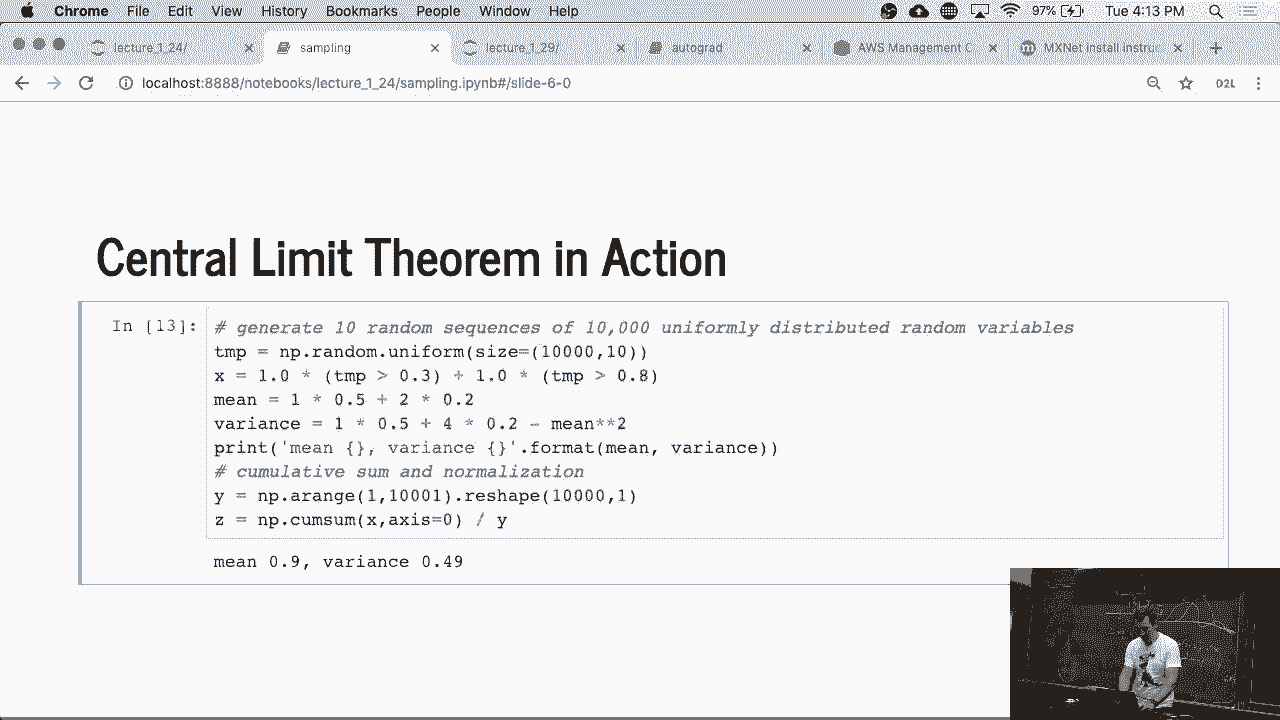 Chrome File Edit View History Bookmarks People Window Help 97% Tue 4:13 PM
lecture_1_24/ sampling lecture_1_29/ autograd AWS Management C MXNet Install Instruc
localhost:8888/notebooks/lecture_1_24/sampling.ipynb#/slide-6-0 D2L
Central Limit Theorem in Action
In [13]: # generate 10 random sequences of 10,000 uniformly distributed random variables
tmp = np.random.uniform(size=(10000,10))
x = 1.0 * (tmp > 0.3) + 1.0 * (tmp > 0.8)
mean = 1 * 0.5 + 2 * 0.2
variance = 1 * 0.5 + 4 * 0.2 - mean**2
print('mean {}, variance {}'.format(mean, variance))
# cumulative sum and normalization
y = np.arange(1,10001).reshape(10000,1)
z = np.cumsum(x,axis=0) / y
mean 0.9, variance 0.49